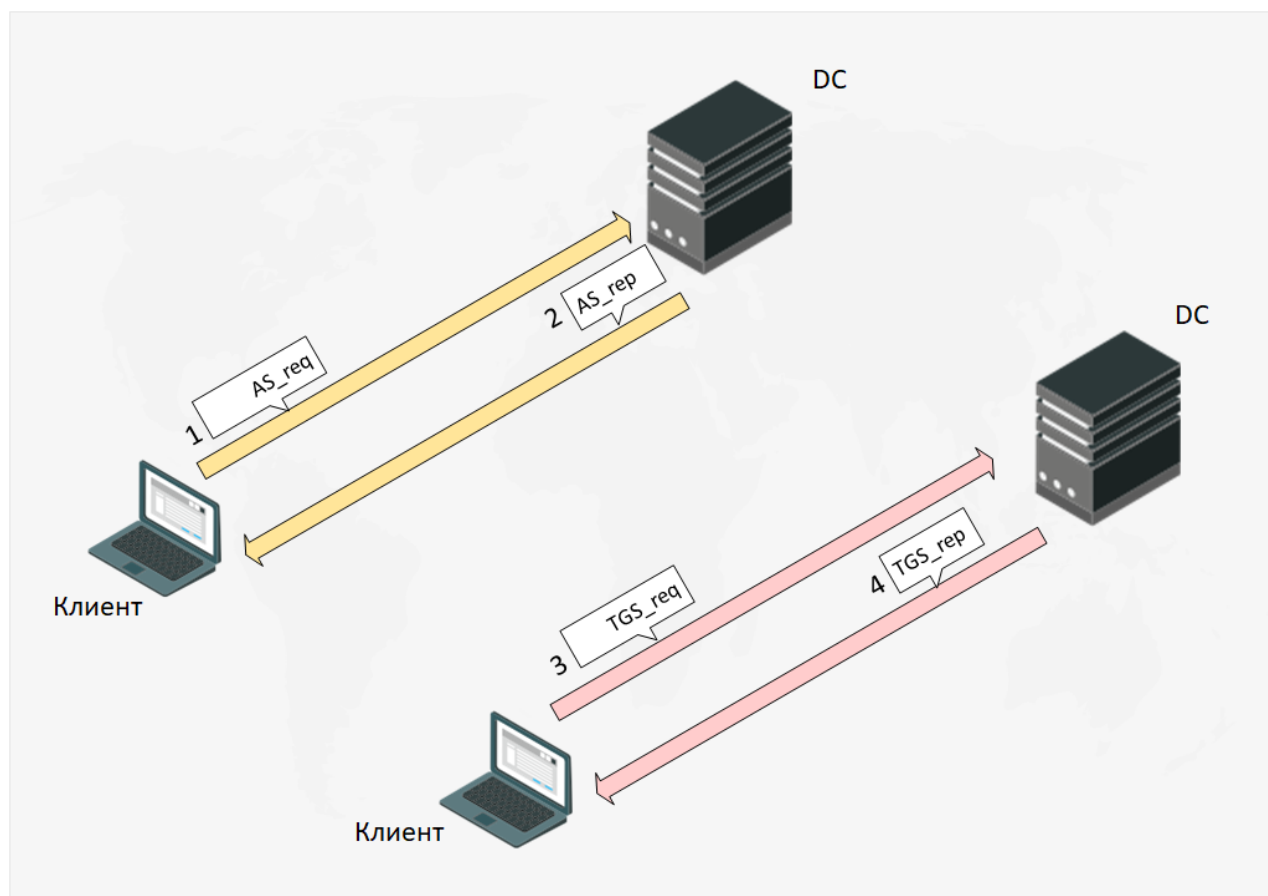 DC
2 AS_rep
1 AS_req
Клиент
DC
4 TGS_rep
3 TGS_req
Клиент